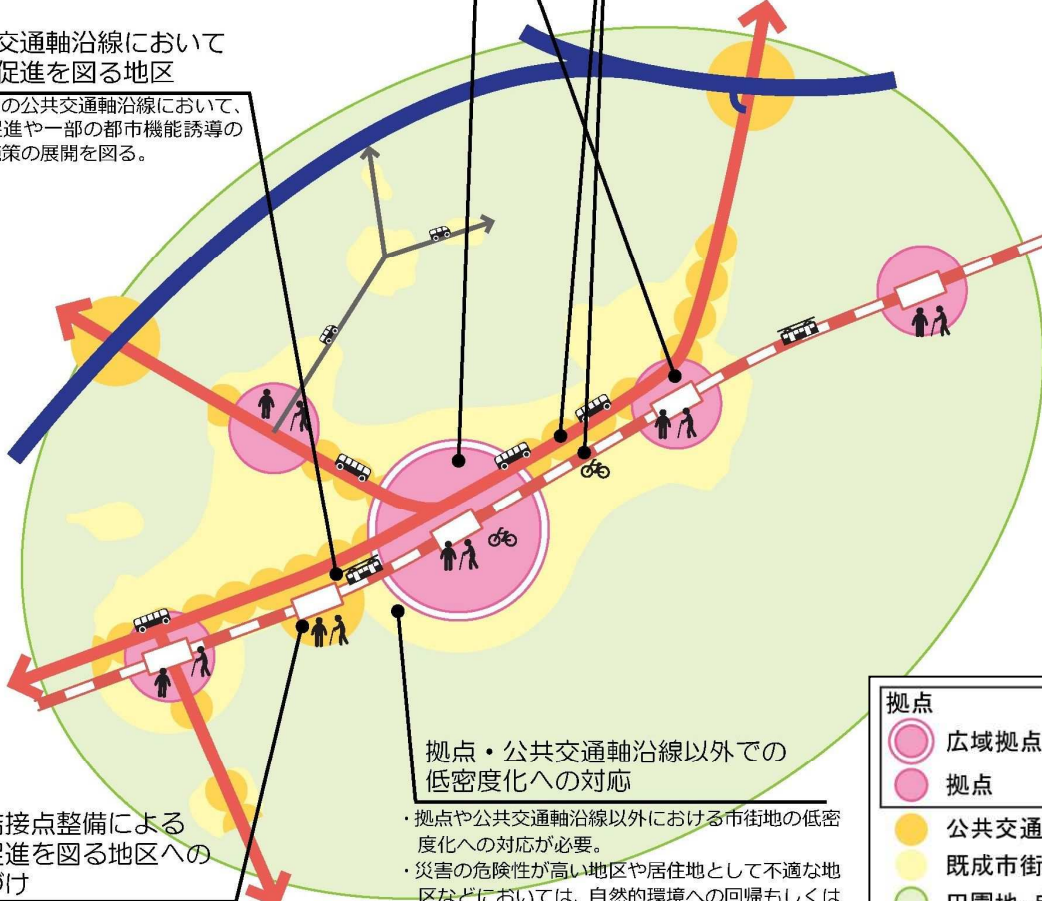 交通軸沿線において
促進を図る地区
の公共交通軸沿線において、
進や一部の都市機能誘導の
策の展開を図る。
拠点・公共交通軸沿線以外での
低密度化への対応
・拠点や公共交通軸沿線以外における市街地の低密
度化への対応が必要。
・災害の危険性が高い地区や居住地として不適な地
区などにおいては、自然的環境への回帰もしくは
接点整備による
進を図る地区への
づけ
拠点
広域拠点
拠点
公共交通
既成市街